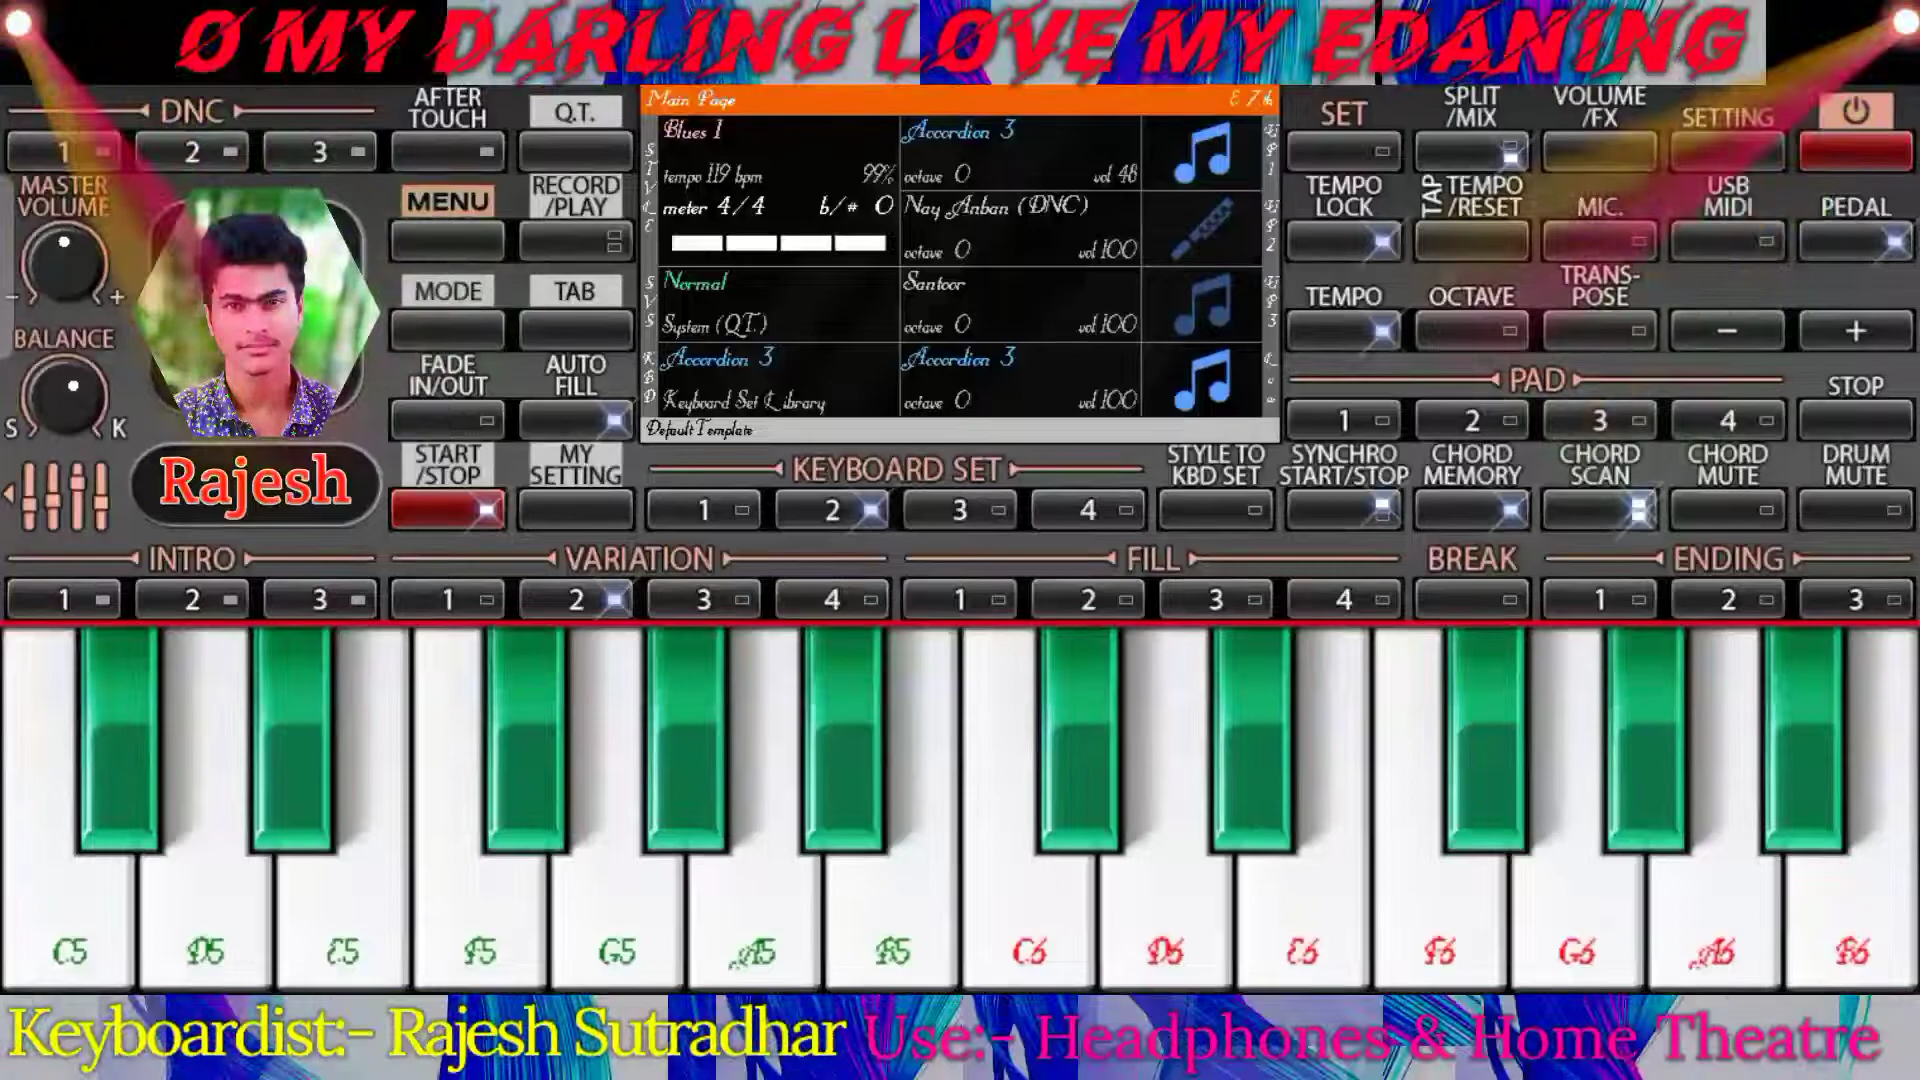 O MY DARLING LOVE MY EDANING
DNC
AFTER TOUCH
Q.T.
Main Page
SET
SPLIT /MIX
VOLUME /FX
SETTING
1 2 3
Blues 1
Accordion 3
tempo 119 bpm 99%
octave 0 vol 48
MASTER VOLUME
MENU
RECORD /PLAY
meter 4/4 b/# 0
Nay Anban (DNC)
octave 0 vol 100
TEMPO LOCK
TAP TEMPO /RESET
MIC.
USB MIDI
PEDAL
- +
MODE
TAB
Normal
Santoor
System (QT.)
octave 0 vol 100
TEMPO
OCTAVE
TRANS-POSE
- +
BALANCE
S K
FADE IN/OUT
AUTO FILL
Accordion 3
Accordion 3
Keyboard Set Library
octave 0 vol 100
Default Template
PAD
STOP
1 2 3 4
Rajesh
START /STOP
MY SETTING
KEYBOARD SET
STYLE TO KBD SET
SYNCHRO START/STOP
CHORD MEMORY
CHORD SCAN
CHORD MUTE
DRUM MUTE
1 2 3 4
INTRO
VARIATION
FILL
BREAK
ENDING
1 2 3 1 2 3 4 1 2 3 4 1 2 3
C5 D5 E5 F5 G5 A5 B5 C6 D6 E6 F6 G6 A6 B6
Keyboardist:- Rajesh Sutradhar Use:- Headphones & Home Theatre